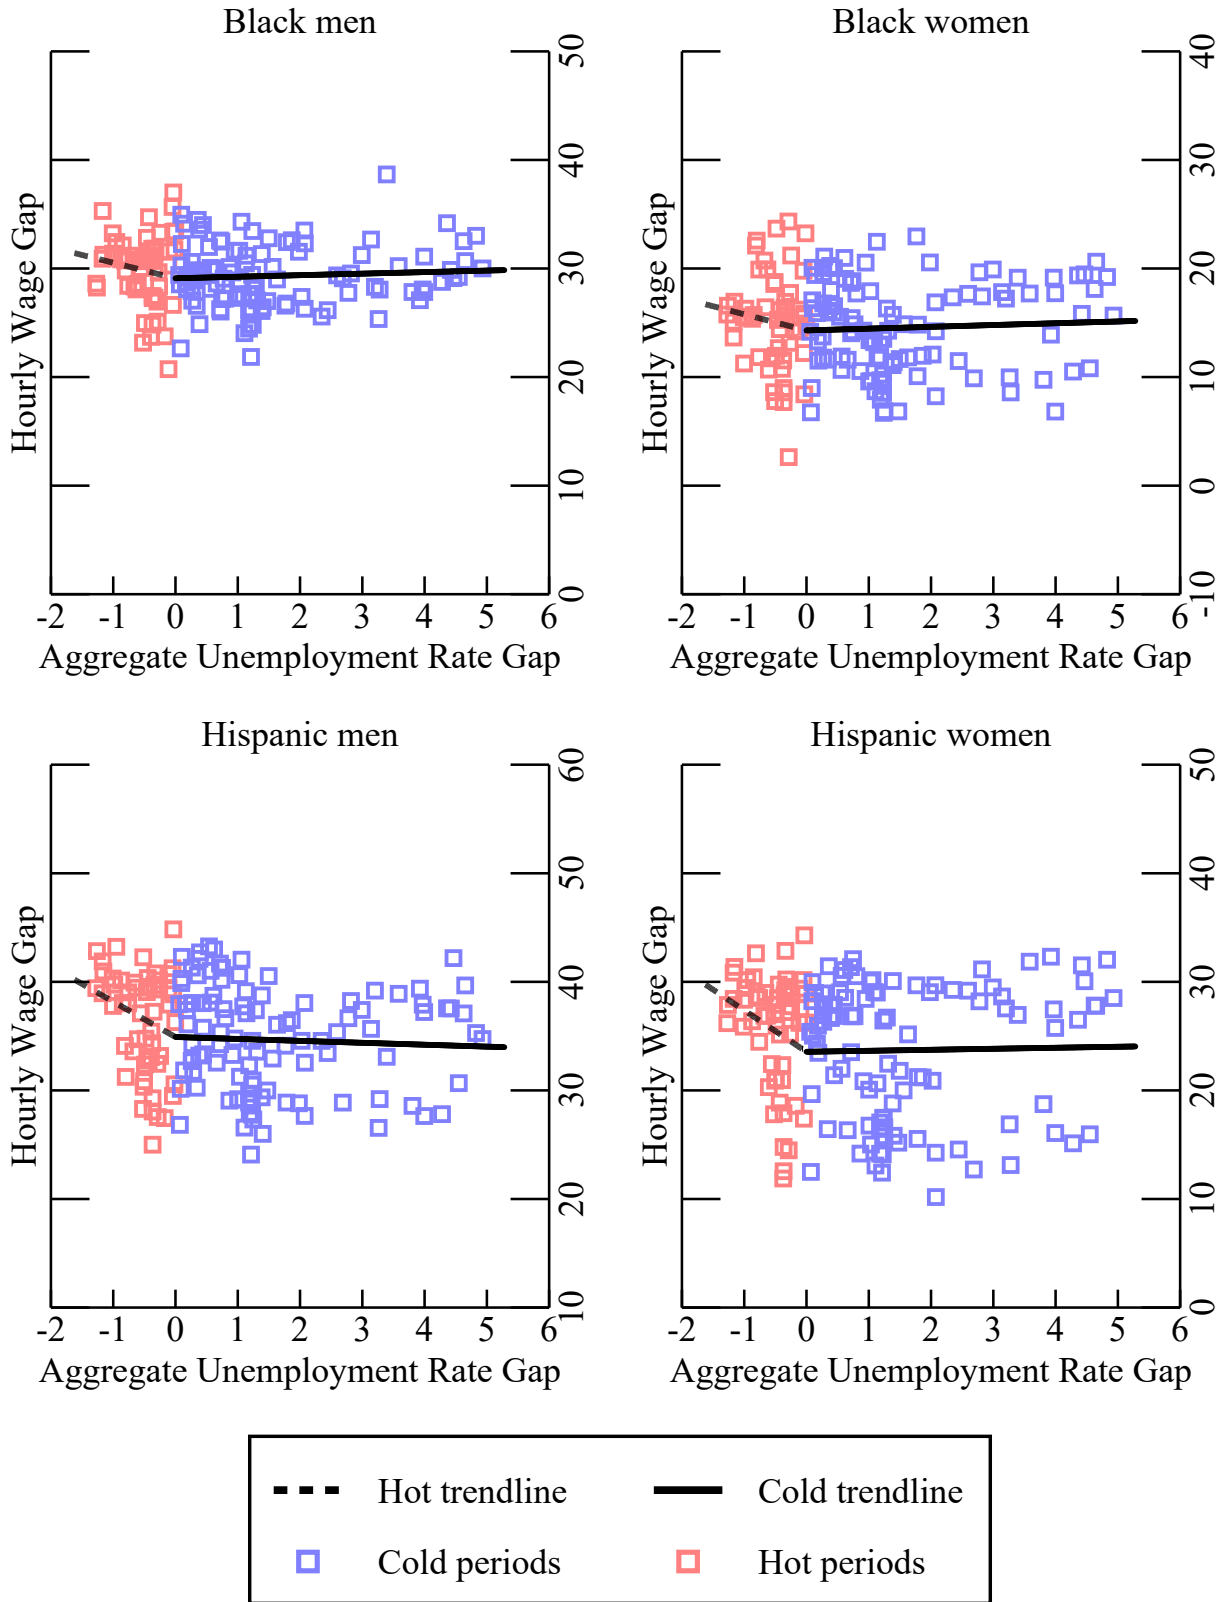 Black men
Hourly Wage Gap
0 10 20 30 40 50
-2 -1 0 1 2 3 4 5 6
Aggregate Unemployment Rate Gap
Black women
Hourly Wage Gap
-10 0 10 20 30 40
-2 -1 0 1 2 3 4 5 6
Aggregate Unemployment Rate Gap
Hispanic men
Hourly Wage Gap
10 20 30 40 50 60
-2 -1 0 1 2 3 4 5 6
Aggregate Unemployment Rate Gap
Hispanic women
Hourly Wage Gap
0 10 20 30 40 50
-2 -1 0 1 2 3 4 5 6
Aggregate Unemployment Rate Gap
Hot trendline Cold trendline
Cold periods Hot periods